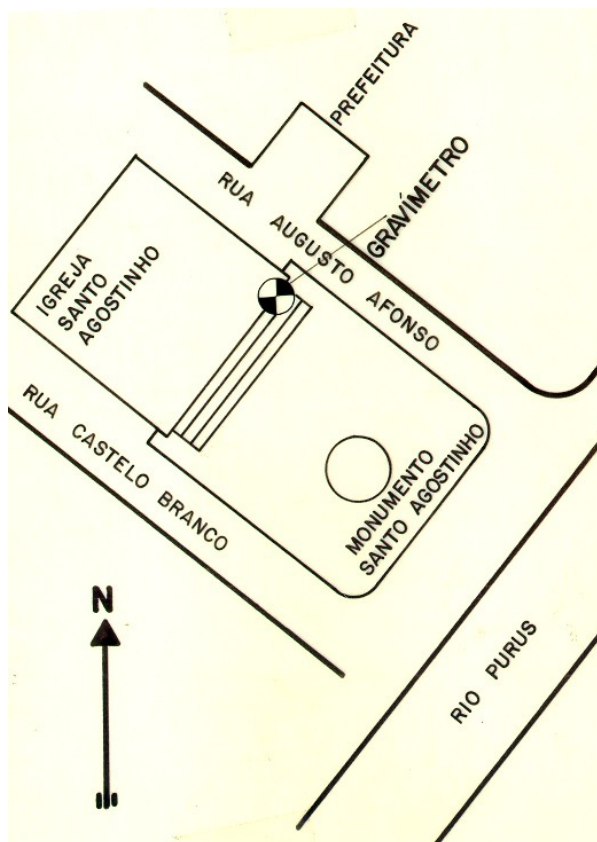 PREFEITURA
RUA AUGUSTO AFONSO
GRAVÍMETRO
IGREJA
SANTO
AGOSTINHO
RUA CASTELO BRANCO
MONUMENTO
SANTO AGOSTINHO
N
RIO PURUS